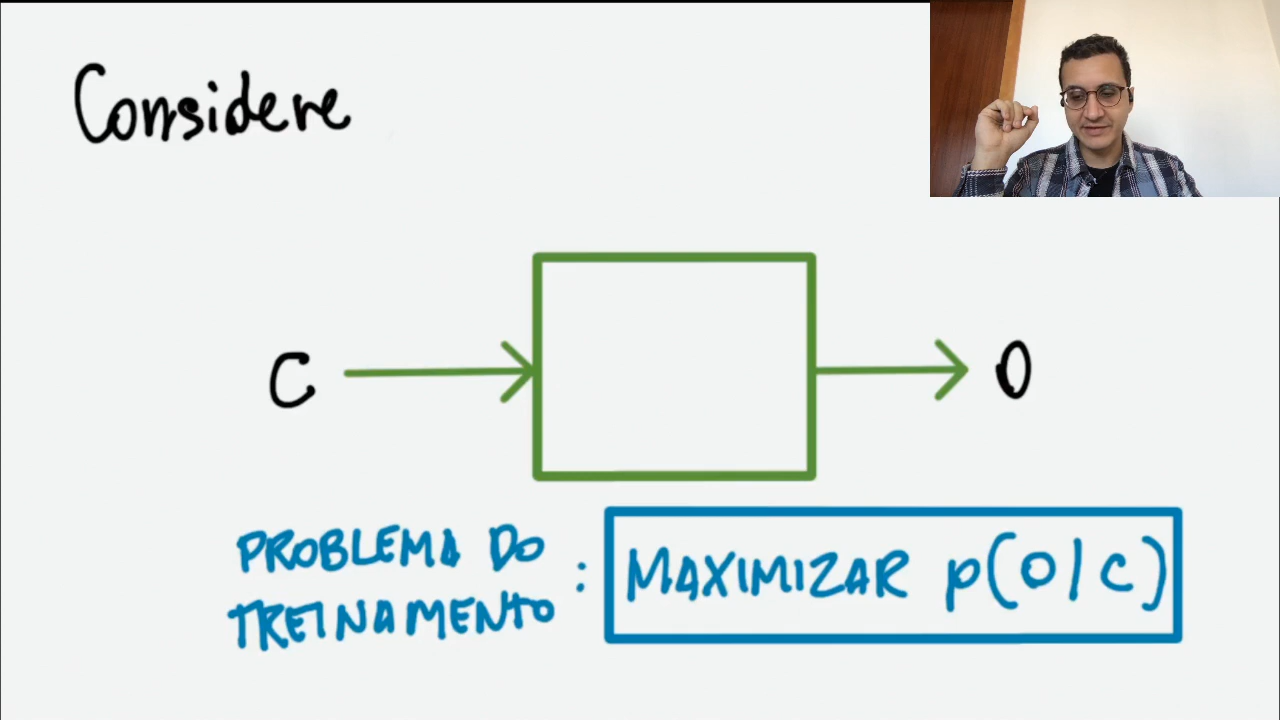 Considere
C
O
PROBLEMA DO
TREINAMENTO : MAXIMIZAR p(O|C)